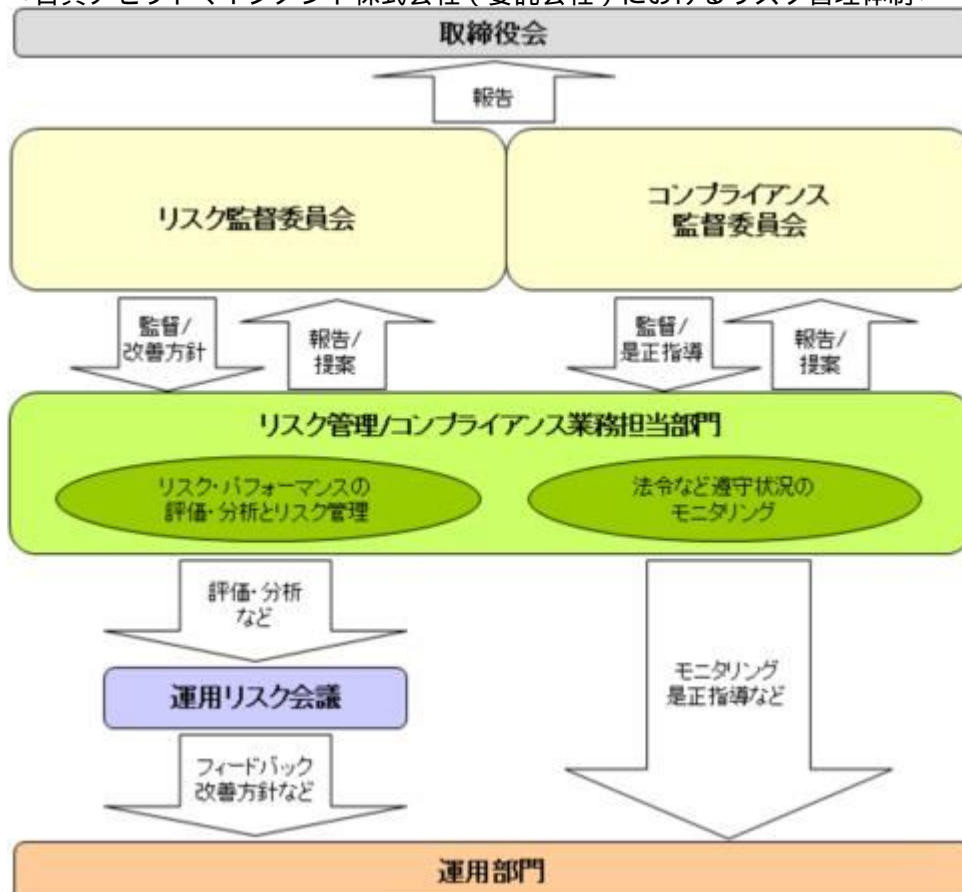 取締役会
報告
リスク監督委員会
コンプライアンス
監督委員会
監督/
改善方針
報告/
提案
監督/
是正指導
報告/
提案
リスク管理/コンプライアンス業務担当部門
リスク・パフォーマンスの
評価・分析とリスク管理
法令など遵守状況の
モニタリング
評価・分析
など
モニタリング
是正指導など
運用リスク会議
フィードバック
改善方針など
運用部門